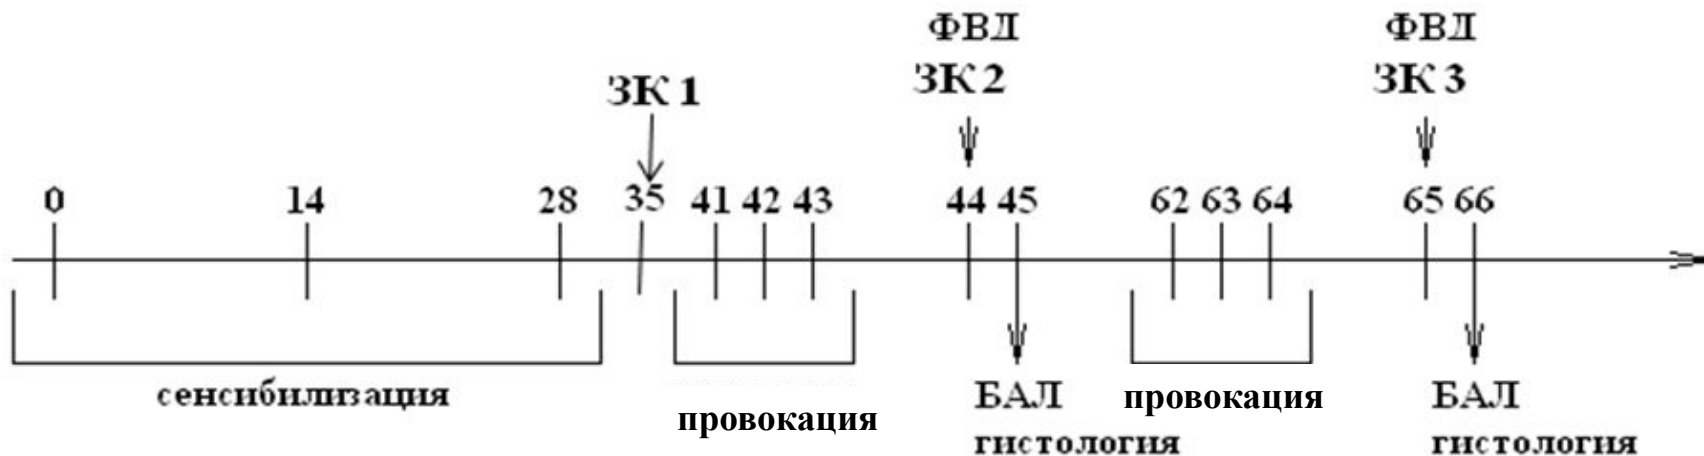 ФВД ФВД
ЗК 2 ЗК 3
ЗК 1
0 14 28 35 41 42 43 44 45 62 63 64 65 66
сенсибилизация
провокация
БАЛ
гистология
провокация
БАЛ
гистология